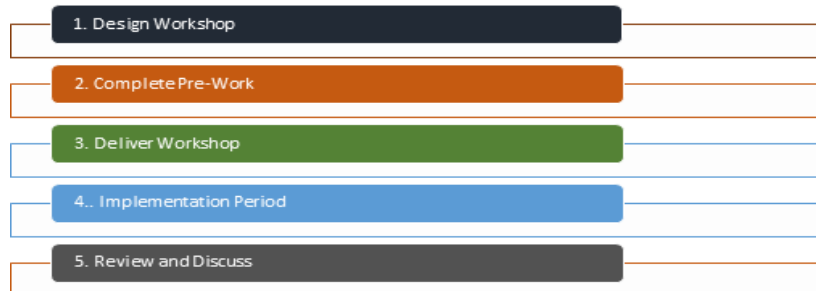 1. Design Workshop
2. Complete Pre-Work
3. Deliver Workshop
4.. Implementation Period
5. Review and Discuss